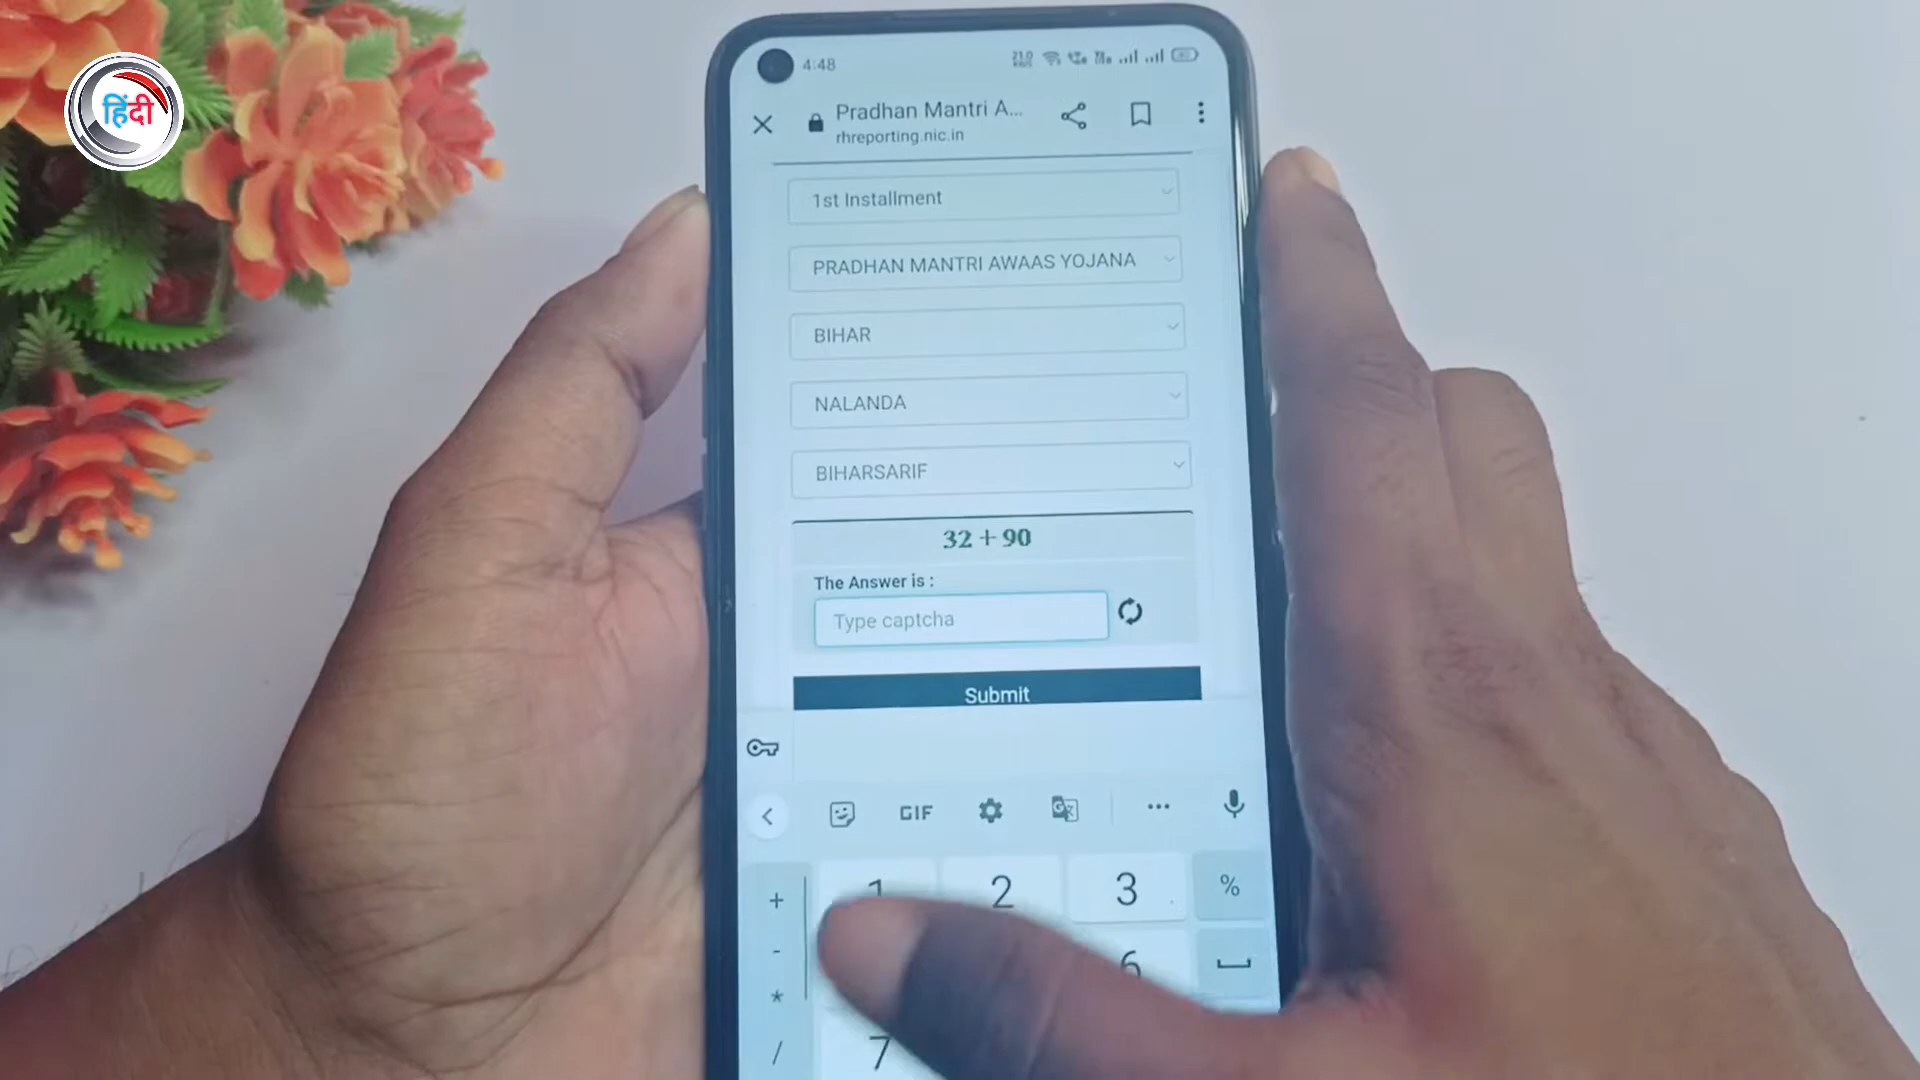 हिंदी
4:48
Pradhan Mantri A...
rhreporting.nic.in
1st Installment
PRADHAN MANTRI AWAAS YOJANA
BIHAR
NALANDA
BIHARSARIF
32 + 90
The Answer is :
Type captcha
Submit
GIF
+ 1 2 3 %
- 6
*
/ 7